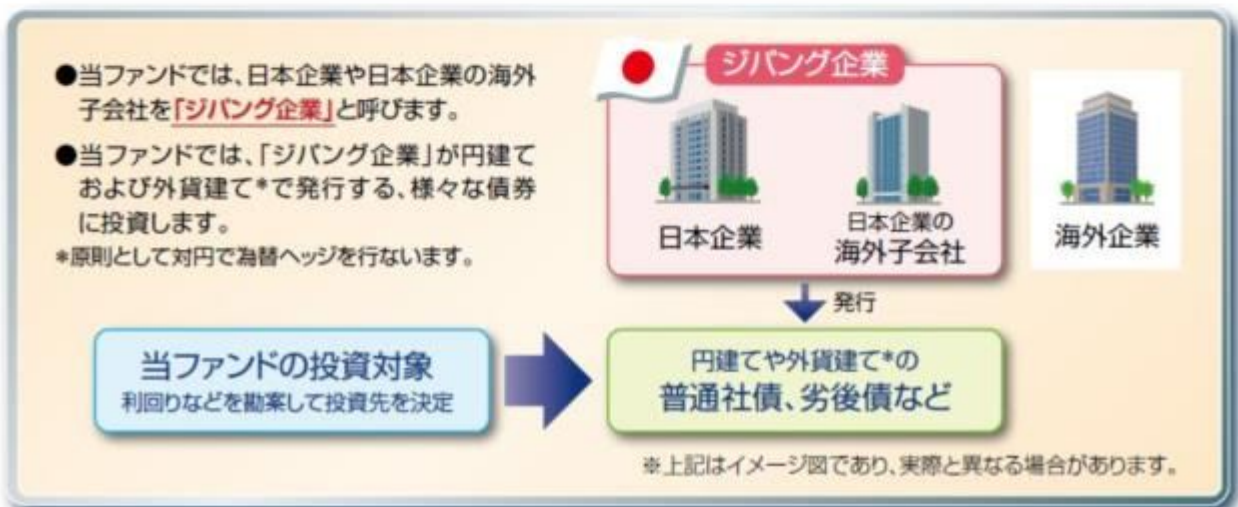 ●当ファンドでは、日本企業や日本企業の海外
子会社を「ジパング企業」と呼びます。
●当ファンドでは、「ジパング企業」が円建て
および外貨建て*で発行する、様々な債券
に投資します。
*原則として対円で為替ヘッジを行ないます。
ジパング企業
日本企業
日本企業の
海外子会社
海外企業
発行
当ファンドの投資対象
利回りなどを勘案して投資先を決定
円建てや外貨建て*の
普通社債、劣後債など
※上記はイメージ図であり、実際と異なる場合があります。